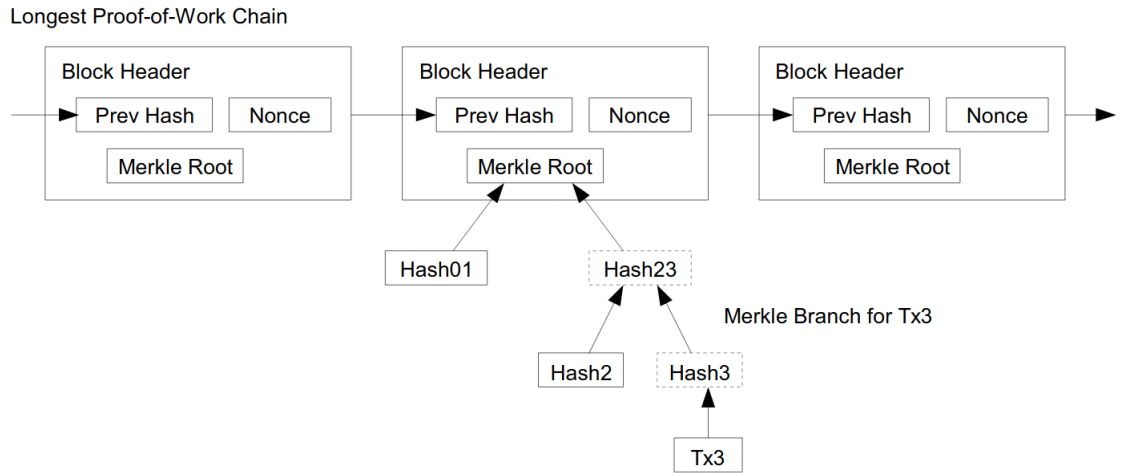 Longest Proof-of-Work Chain
Block Header
Prev Hash
Nonce
Merkle Root
Block Header
Prev Hash
Nonce
Merkle Root
Block Header
Prev Hash
Nonce
Merkle Root
Hash01
Hash23
Merkle Branch for Tx3
Hash2
Hash3
Tx3